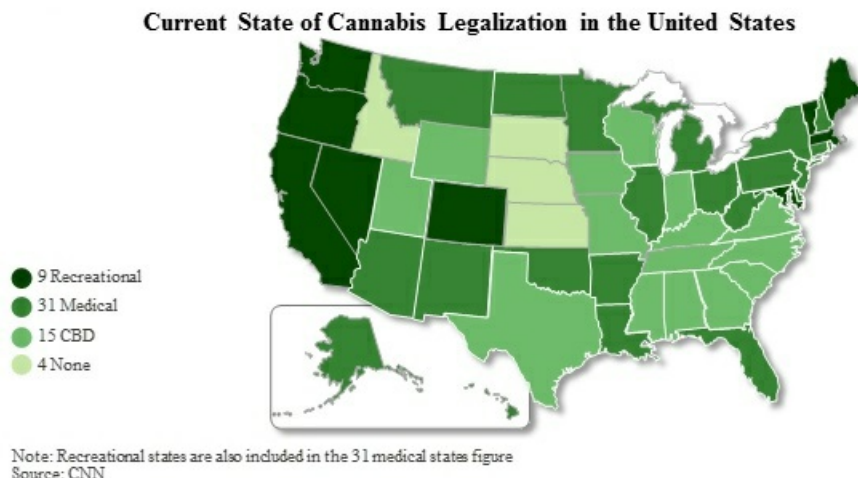 Current State of Cannabis Legalization in the United States
9 Recreational
31 Medical
15 CBD
4 None
Note: Recreational states are also included in the 31 medical states figure
Source: CNN